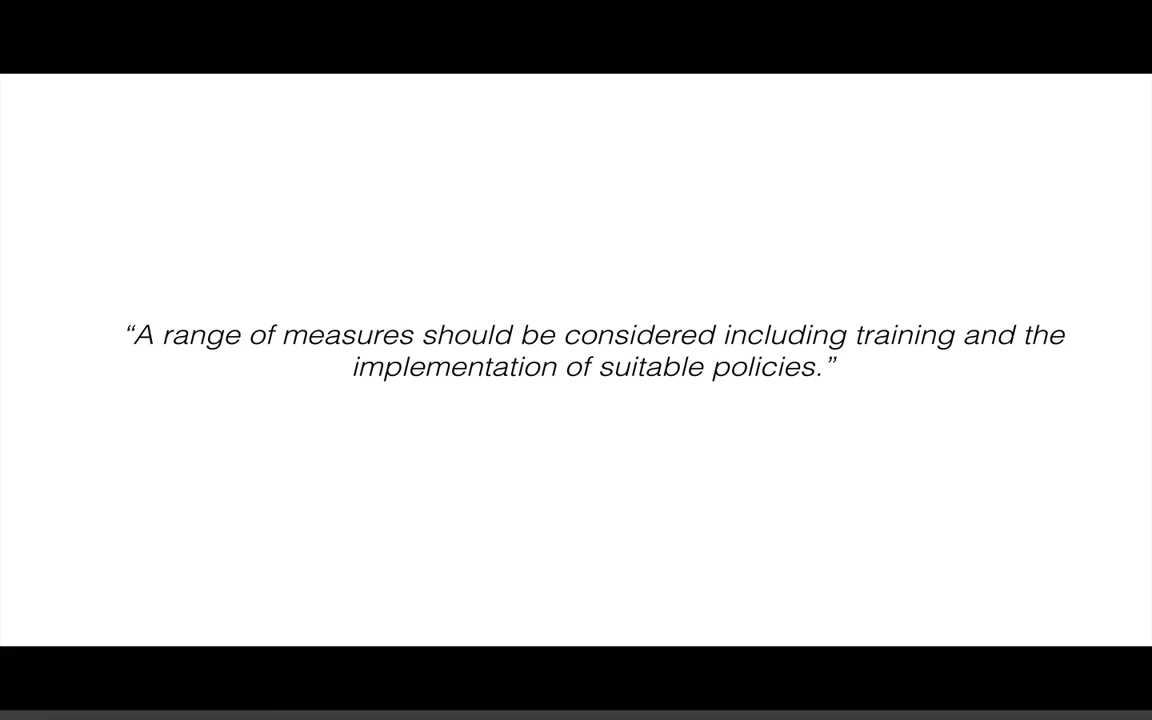 “A range of measures should be considered including training and the
implementation of suitable policies.”